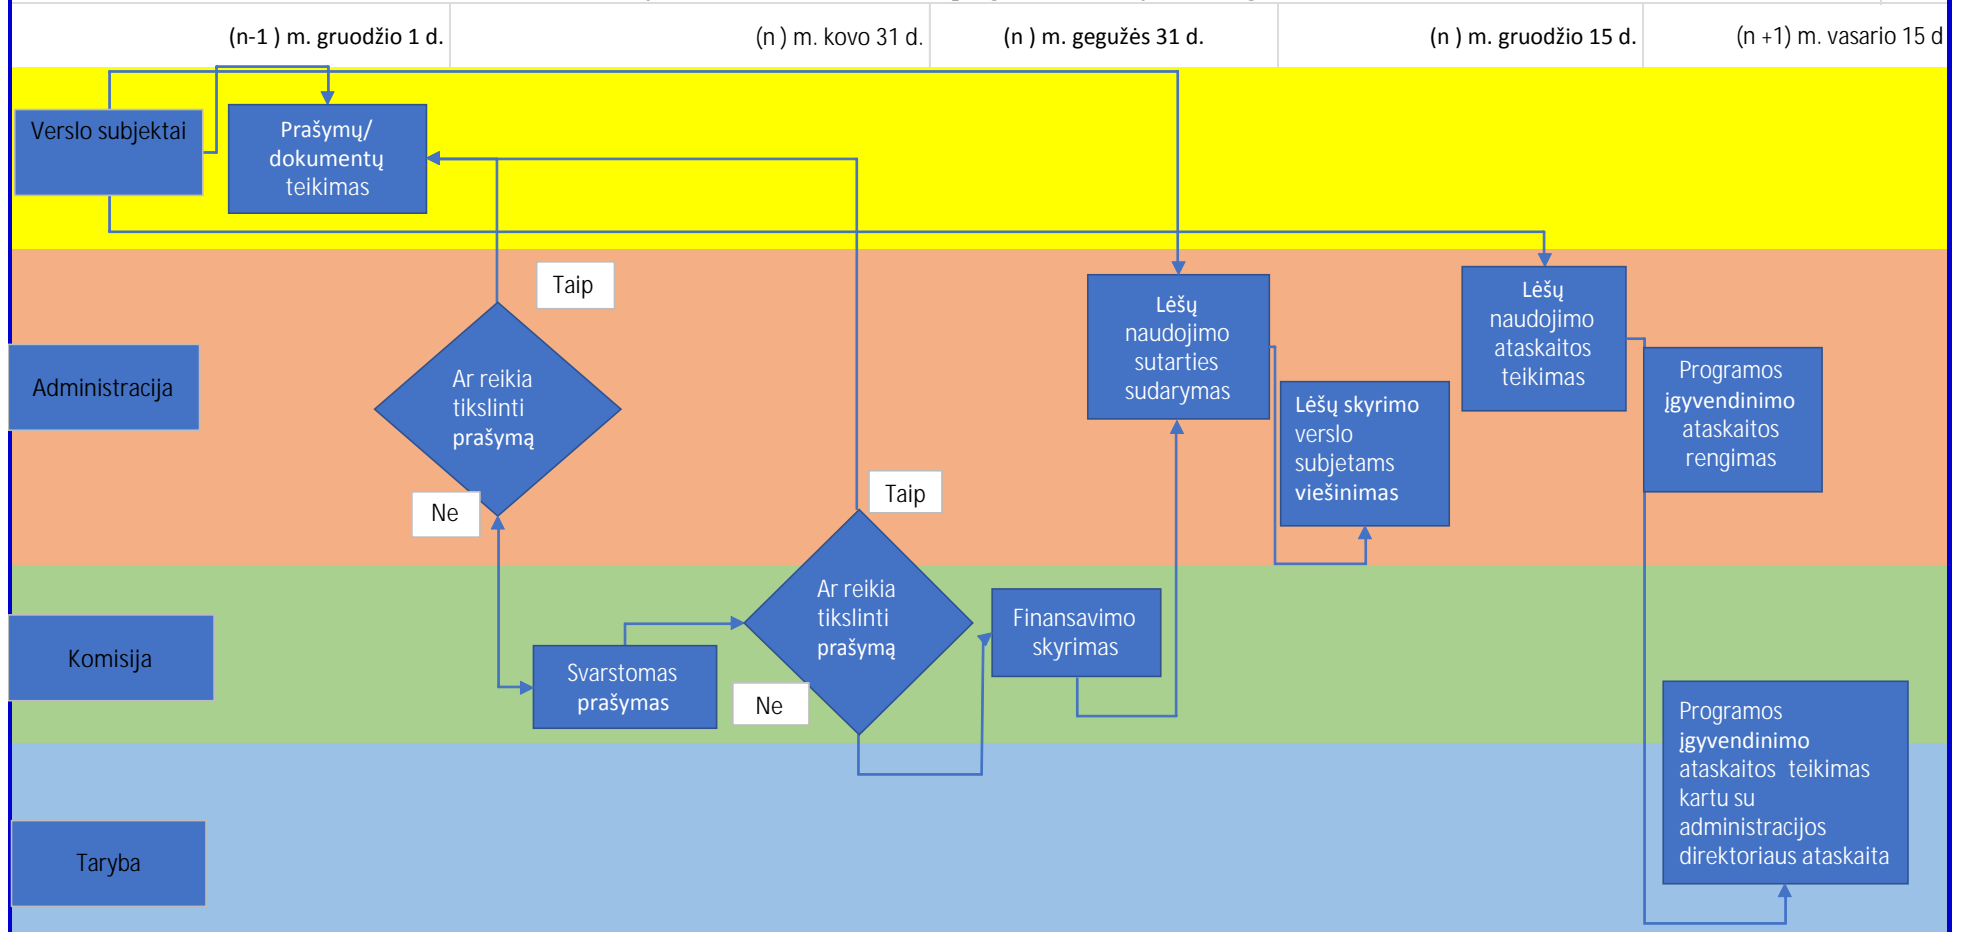 (n-1 ) m. gruodžio 1 d.
(n ) m. kovo 31 d.
(n ) m. gegužės 31 d.
(n ) m. gruodžio 15 d.
(n +1) m. vasario 15 d
Verslo subjektai
Prašymų/
dokumentų
teikimas
Taip
Administracija
Ar reikia
tikslinti
prašymą
Ne
Lėšų
naudojimo
sutarties
sudarymas
Lėšų skyrimo
verslo
subjetams
viešinimas
Lėšų
naudojimo
ataskaitos
teikimas
Programos
įgyvendinimo
ataskaitos
rengimas
Taip
Komisija
Svarstomas
prašymas
Ar reikia
tikslinti
prašymą
Ne
Finansavimo
skyrimas
Programos
įgyvendinimo
ataskaitos teikimas
kartu su
administracijos
direktoriaus ataskaita
Taryba